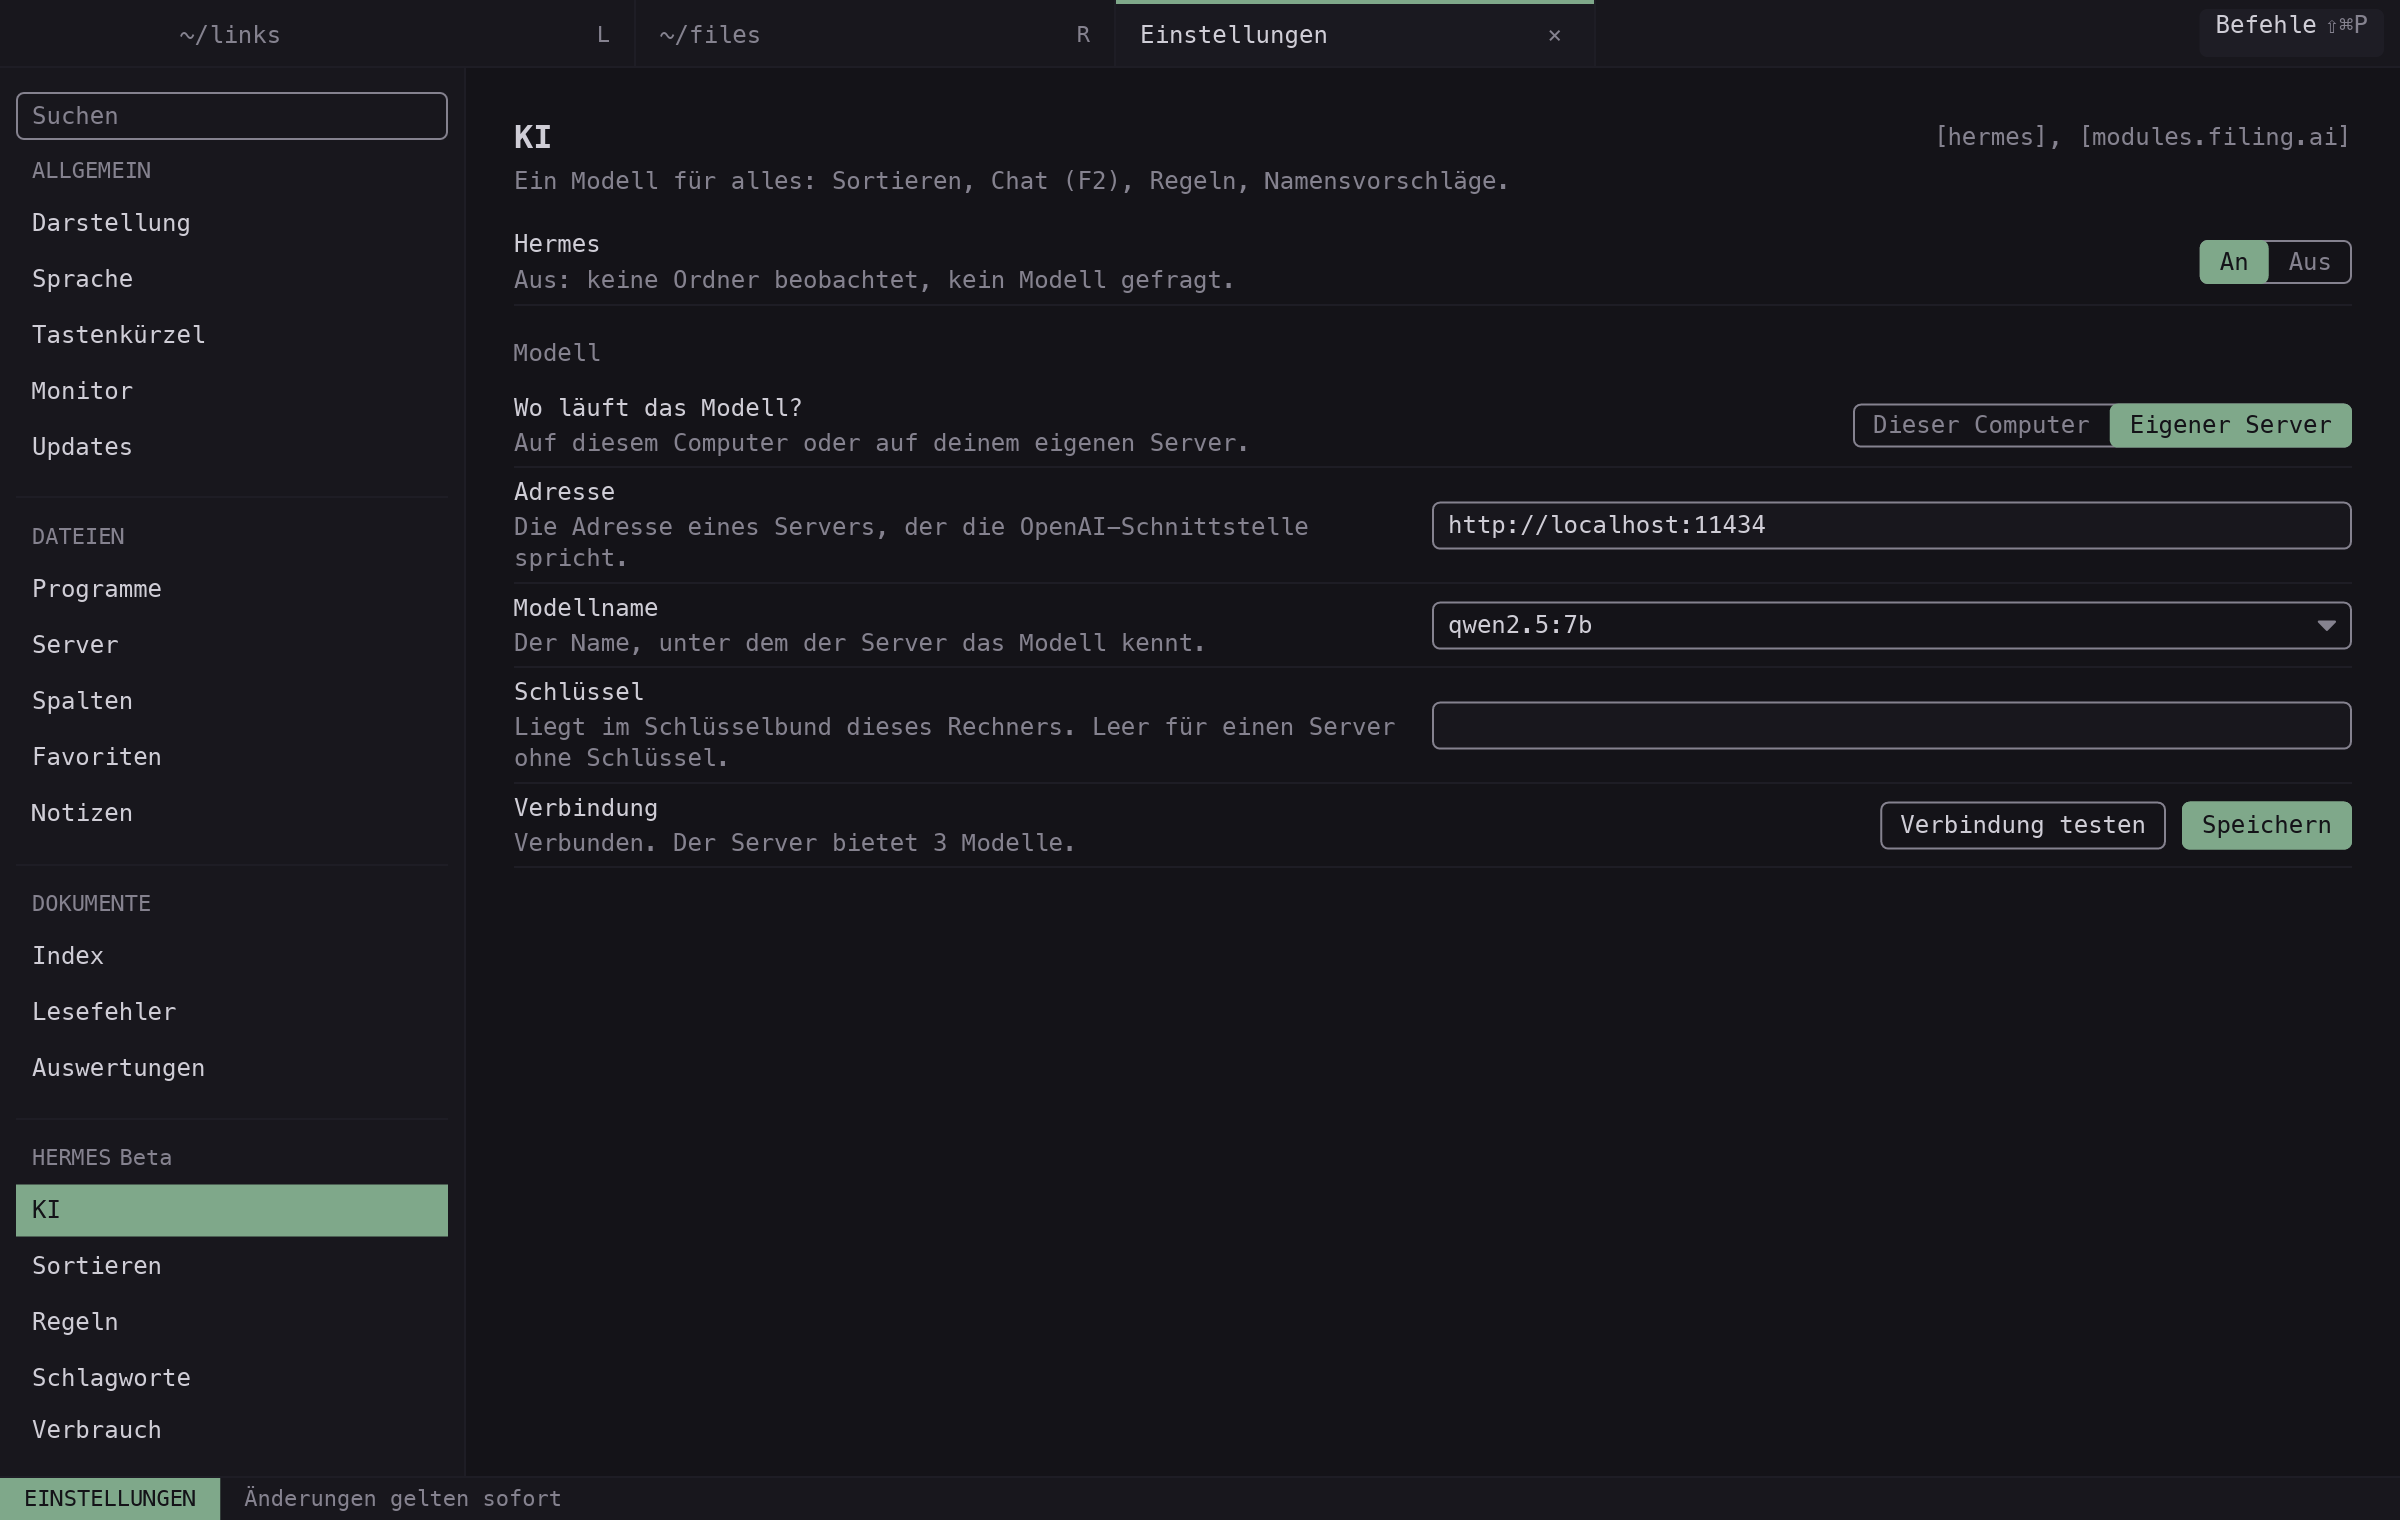 ~/links L ~/files R Einstellungen × Befehle ⇧⌘P
Suchen
ALLGEMEIN
Darstellung
Sprache
Tastenkürzel
Monitor
Updates
DATEIEN
Programme
Server
Spalten
Favoriten
Notizen
DOKUMENTE
Index
Lesefehler
Auswertungen
HERMES Beta
KI
Sortieren
Regeln
Schlagworte
Verbrauch
KI [hermes], [modules.filing.ai]
Ein Modell für alles: Sortieren, Chat (F2), Regeln, Namensvorschläge.
Hermes
Aus: keine Ordner beobachtet, kein Modell gefragt.
An Aus
Modell
Wo läuft das Modell?
Auf diesem Computer oder auf deinem eigenen Server.
Dieser Computer Eigener Server
Adresse
Die Adresse eines Servers, der die OpenAI-Schnittstelle
spricht.
http://localhost:11434
Modellname
Der Name, unter dem der Server das Modell kennt.
qwen2.5:7b
Schlüssel
Liegt im Schlüsselbund dieses Rechners. Leer für einen Server
ohne Schlüssel.
Verbindung
Verbunden. Der Server bietet 3 Modelle.
Verbindung testen Speichern
EINSTELLUNGEN Änderungen gelten sofort